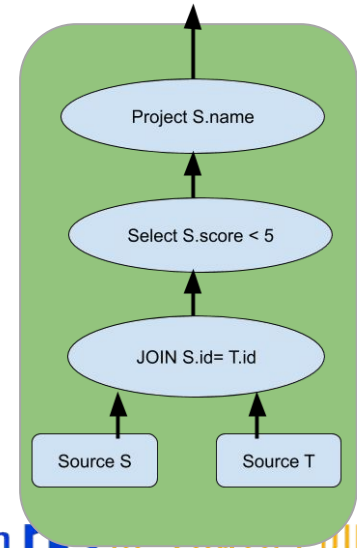 Project S.name
Select S.score < 5
JOIN S.id= T.id
Source S
Source T